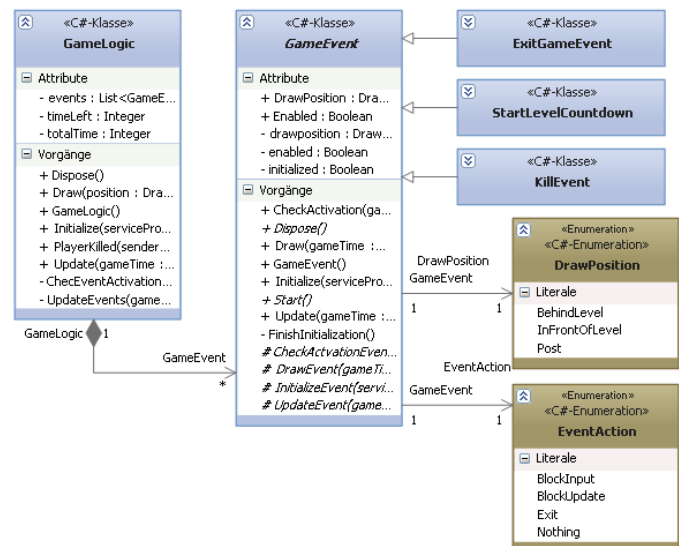 «C#-Klasse»
GameLogic
Attribute
- events : List<GameE...
- timeLeft : Integer
- totalTime : Integer
Vorgänge
+ Dispose()
+ Draw(position : Dra...
+ GameLogic()
+ Initialize(servicePro...
+ PlayerKilled(sender...
+ Update(gameTime :...
- ChecEventActivation...
- UpdateEvents(game...
GameLogic
1
GameEvent
*
«C#-Klasse»
GameEvent
Attribute
+ DrawPosition : Dra...
+ Enabled : Boolean
- drawposition : Draw...
- enabled : Boolean
- initialized : Boolean
Vorgänge
+ CheckActivation(ga...
+ Dispose()
+ Draw(gameTime :...
+ GameEvent()
+ Initialize(servicePro...
+ Start()
+ Update(gameTime :...
- FinishInitialization()
# CheckActvationEven...
# DrawEvent(gameTi...
# InitializeEvent(servi...
# UpdateEvent(game...
«C#-Klasse»
ExitGameEvent
«C#-Klasse»
StartLevelCountdown
«C#-Klasse»
KillEvent
DrawPosition
GameEvent
1
1
«Enumeration»
«C#-Enumeration»
DrawPosition
Literale
BehindLevel
InFrontOfLevel
Post
EventAction
GameEvent
1
1
«Enumeration»
«C#-Enumeration»
EventAction
Literale
BlockInput
BlockUpdate
Exit
Nothing